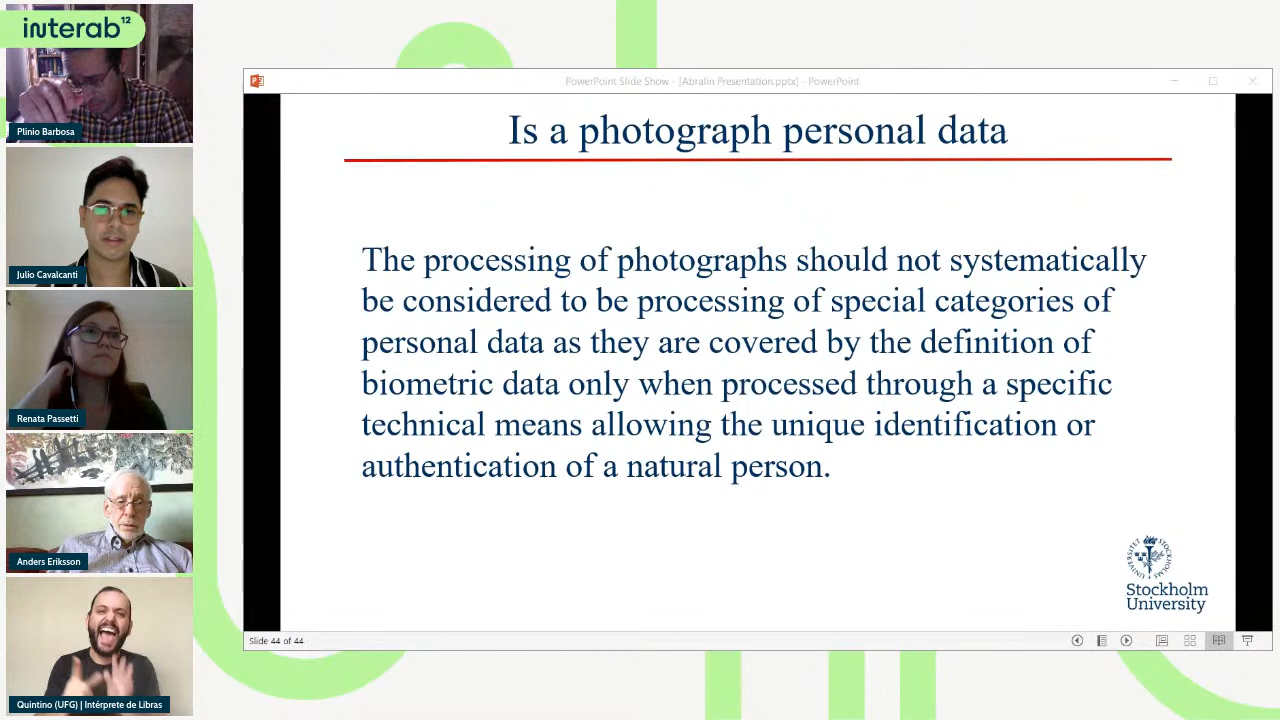 interab12
Plinio Barbosa
Julio Cavalcanti
Renata Passetti
Anders Eriksson
Quintino (UFG) | Intérprete de Libras
PowerPoint Slide Show - [Abralin Presentation.pptx] - PowerPoint
Is a photograph personal data
The processing of photographs should not systematically
be considered to be processing of special categories of
personal data as they are covered by the definition of
biometric data only when processed through a specific
technical means allowing the unique identification or
authentication of a natural person.
Stockholm
University
Slide 44 of 44